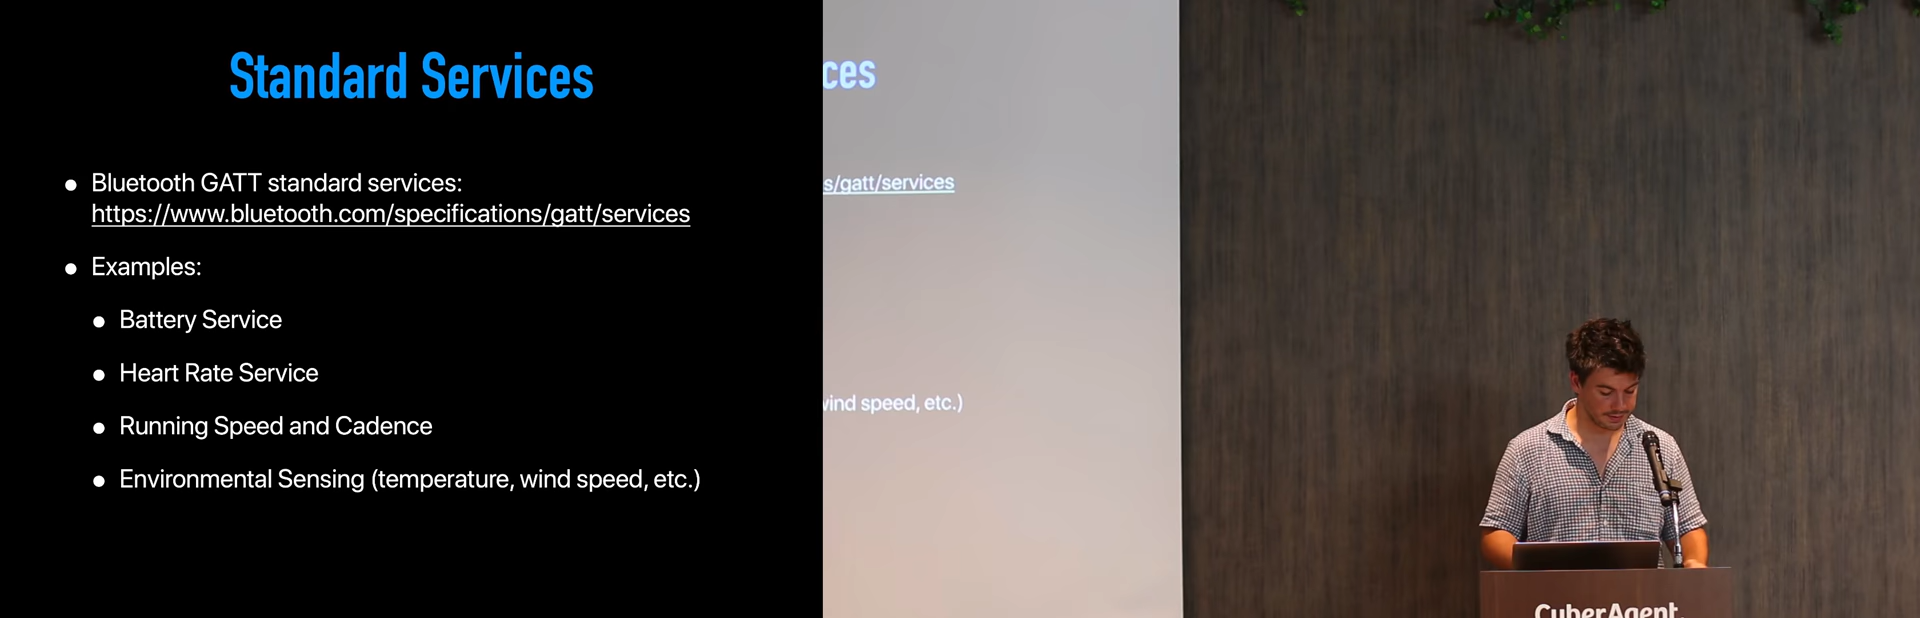 Standard Services
● Bluetooth GATT standard services:
https://www.bluetooth.com/specifications/gatt/services
● Examples:
● Battery Service
● Heart Rate Service
● Running Speed and Cadence
● Environmental Sensing (temperature, wind speed, etc.)
ces
s/gatt/services
wind speed, etc.)
CyberAgent.